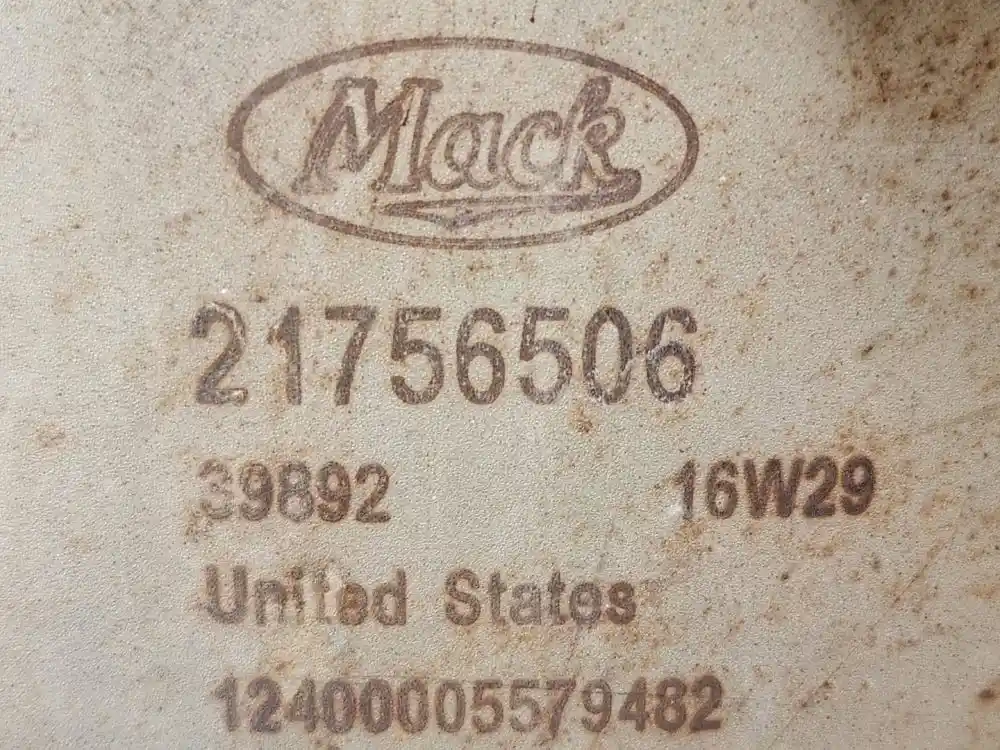 Mack
21756506
39892 16W29
United States
12400005579482